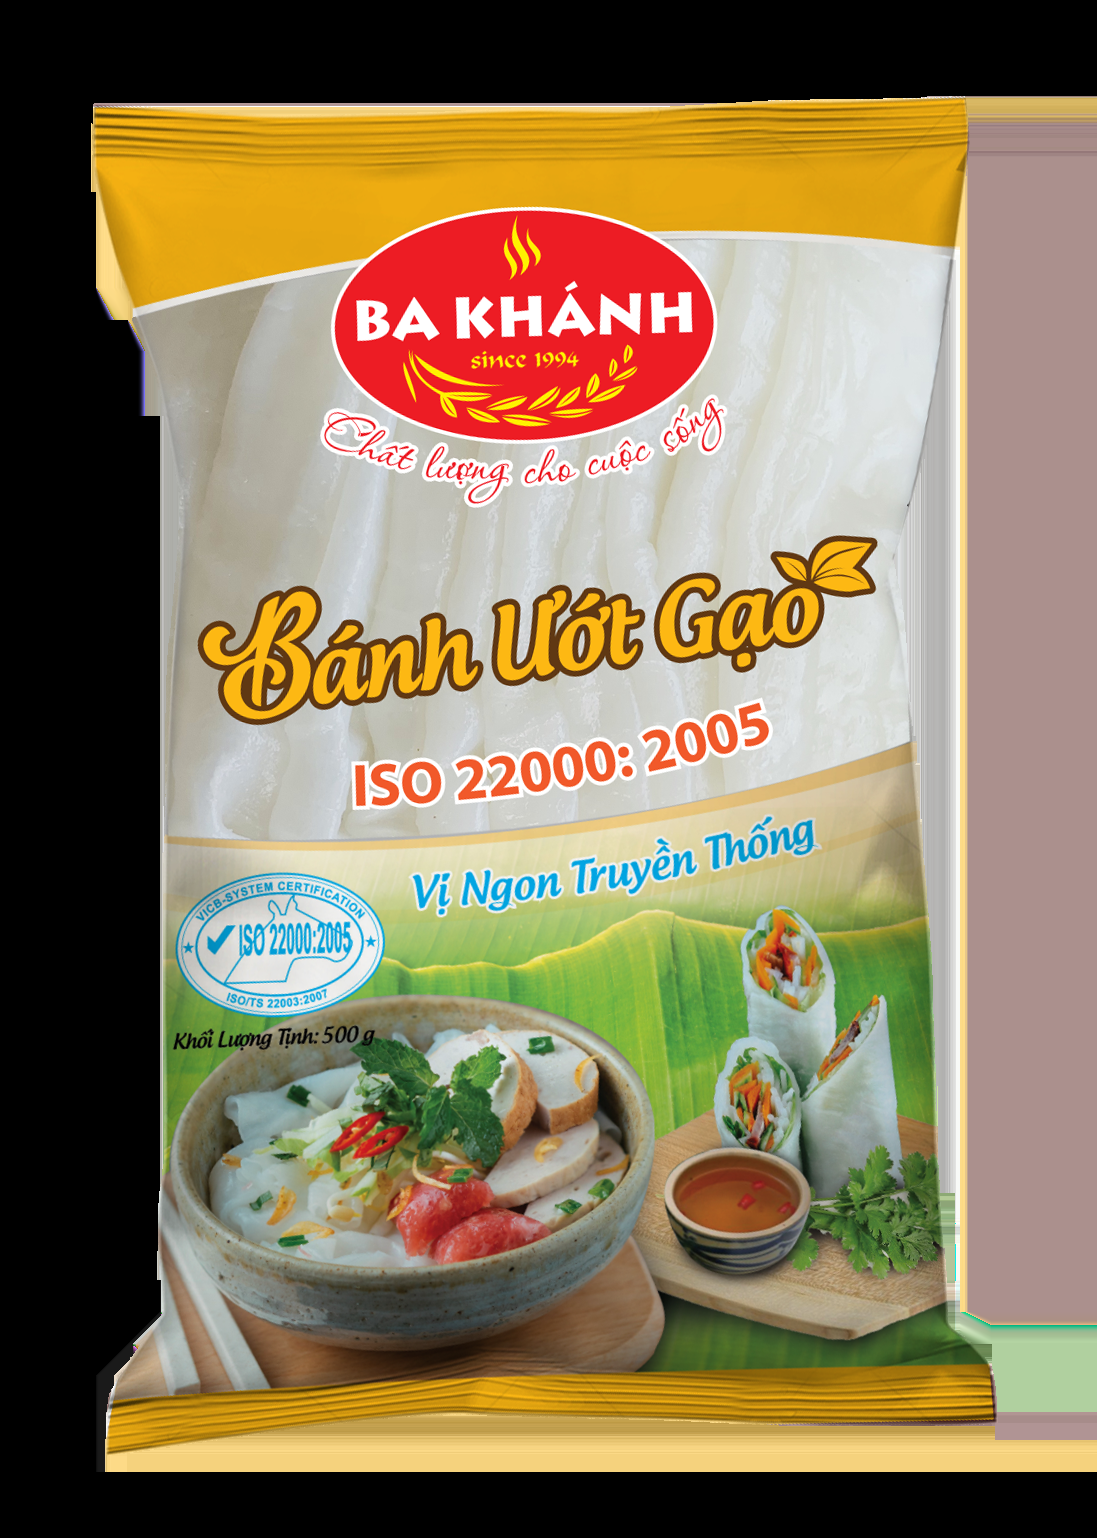 BA KHÁNH
since 1994
Chất lượng cho cuộc sống
Bánh Ướt Gạo
ISO 22000: 2005
Vị Ngon Truyền Thống
VICB-SYSTEM CERTIFICATION
ISO 22000:2005
ISO/TS 22003:2007
Khối Lượng Tịnh: 500 g